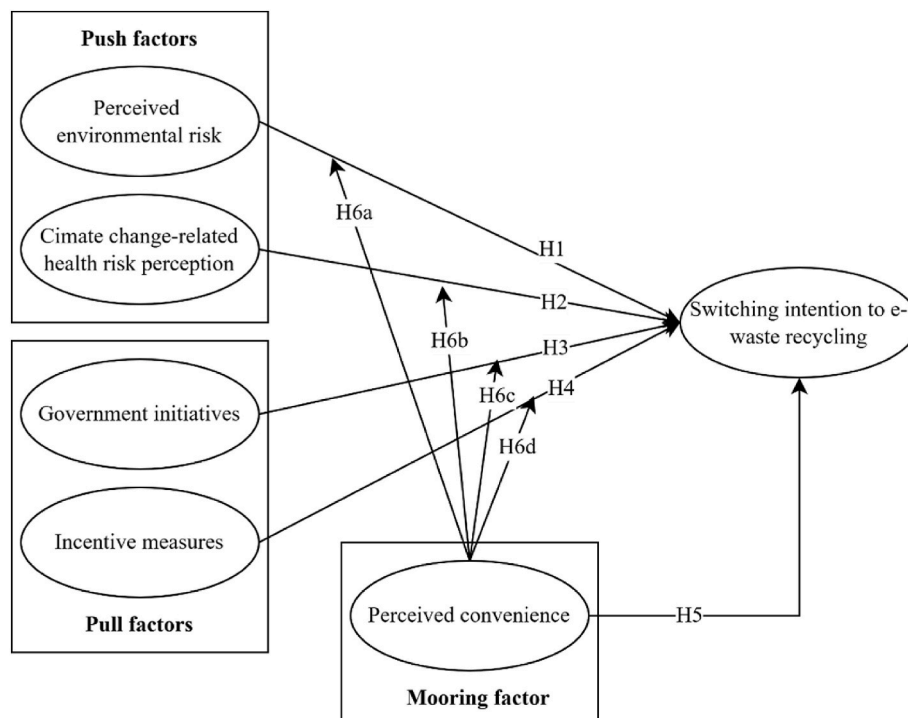 Push factors
Perceived
environmental risk
Cimate change-related
health risk perception
Government initiatives
Incentive measures
Pull factors
H6a
H6b
H6c
H6d
H1
H2
H3
H4
Switching intention to e-
waste recycling
Perceived convenience
Mooring factor
H5